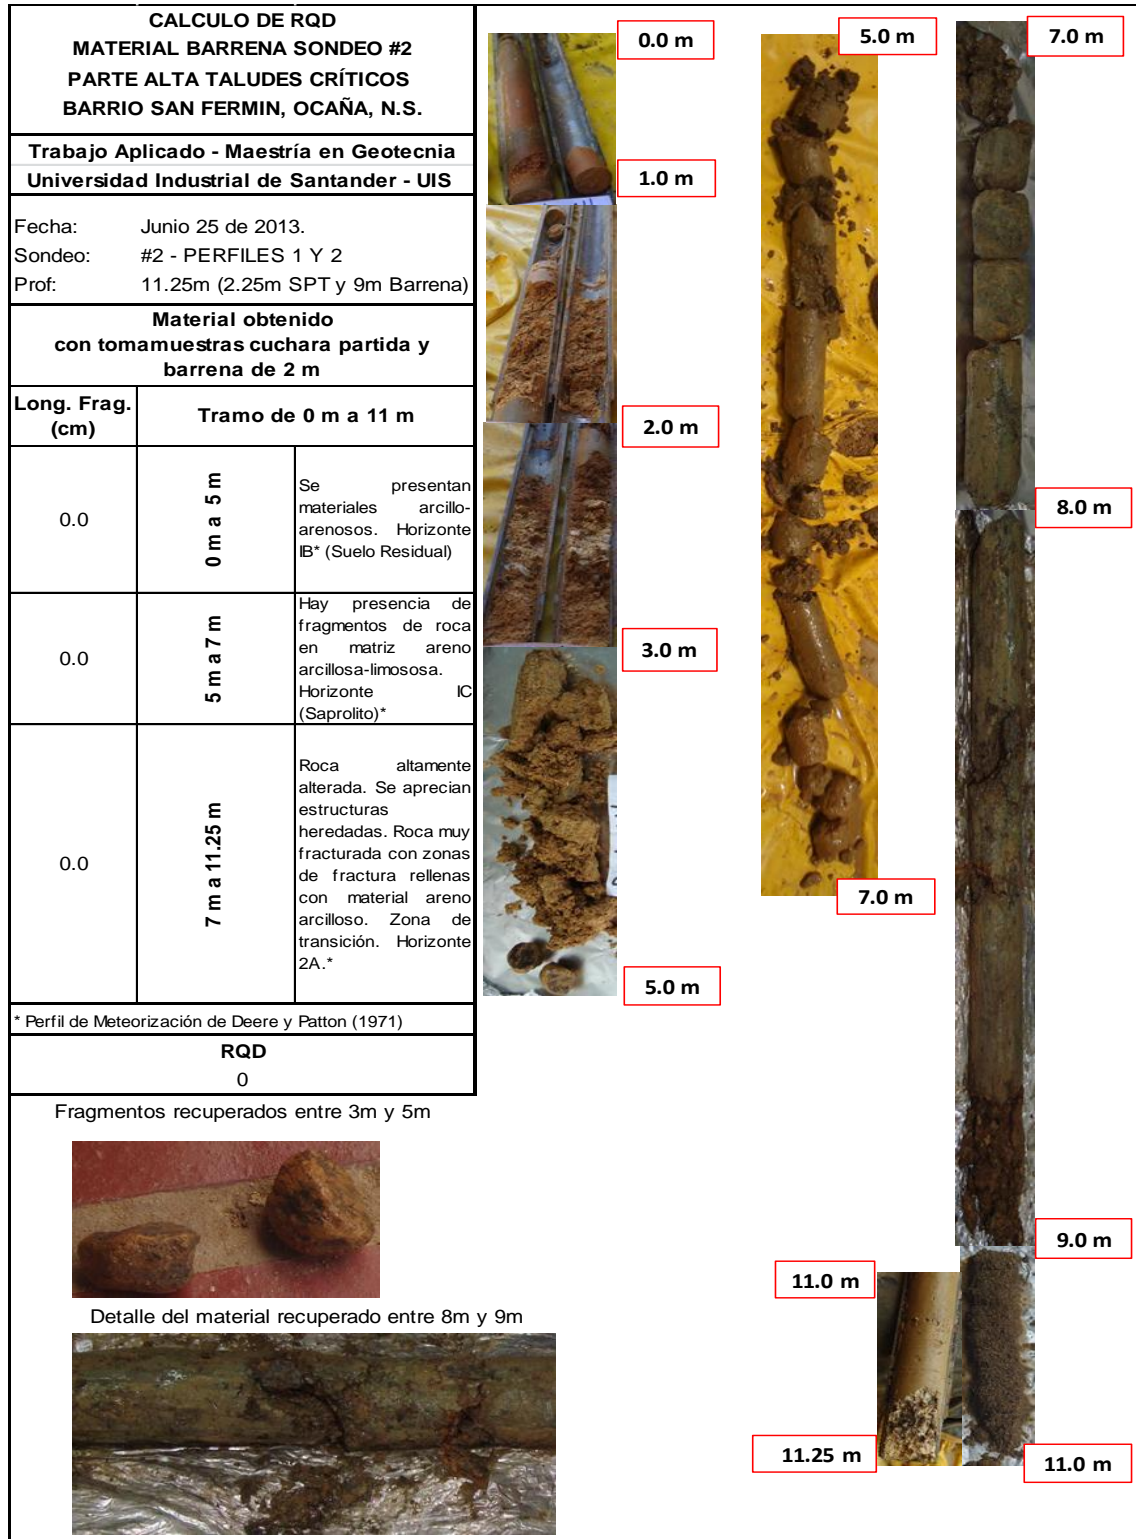 CALCULO DE RQD
MATERIAL BARRENA SONDEO #2
PARTE ALTA TALUDES CRÍTICOS
BARRIO SAN FERMIN, OCAÑA, N.S.
Trabajo Aplicado - Maestría en Geotecnia
Universidad Industrial de Santander - UIS
Fecha: Junio 25 de 2013.
Sondeo: #2 - PERFILES 1 Y 2
Prof: 11.25m (2.25m SPT y 9m Barrena)
Material obtenido
con tomamuestras cuchara partida y
barrena de 2 m
Long. Frag.
(cm)
Tramo de 0 m a 11 m
0.0
0 m a 5 m
Se presentan
materiales arcillo-
arenosos. Horizonte
IB* (Suelo Residual)
0.0
5 m a 7 m
Hay presencia de
fragmentos de roca
en matriz areno
arcillosa-limososa.
Horizonte IC
(Saprolito)*
0.0
7 m a 11.25 m
Roca altamente
alterada. Se aprecian
estructuras
heredadas. Roca muy
fracturada con zonas
de fractura rellenas
con material areno
arcilloso. Zona de
transición. Horizonte
2A.*
* Perfil de Meteorización de Deere y Patton (1971)
RQD
0
Fragmentos recuperados entre 3m y 5m
Detalle del material recuperado entre 8m y 9m
0.0 m
1.0 m
2.0 m
3.0 m
5.0 m
5.0 m
7.0 m
7.0 m
8.0 m
9.0 m
11.0 m
11.25 m
11.0 m